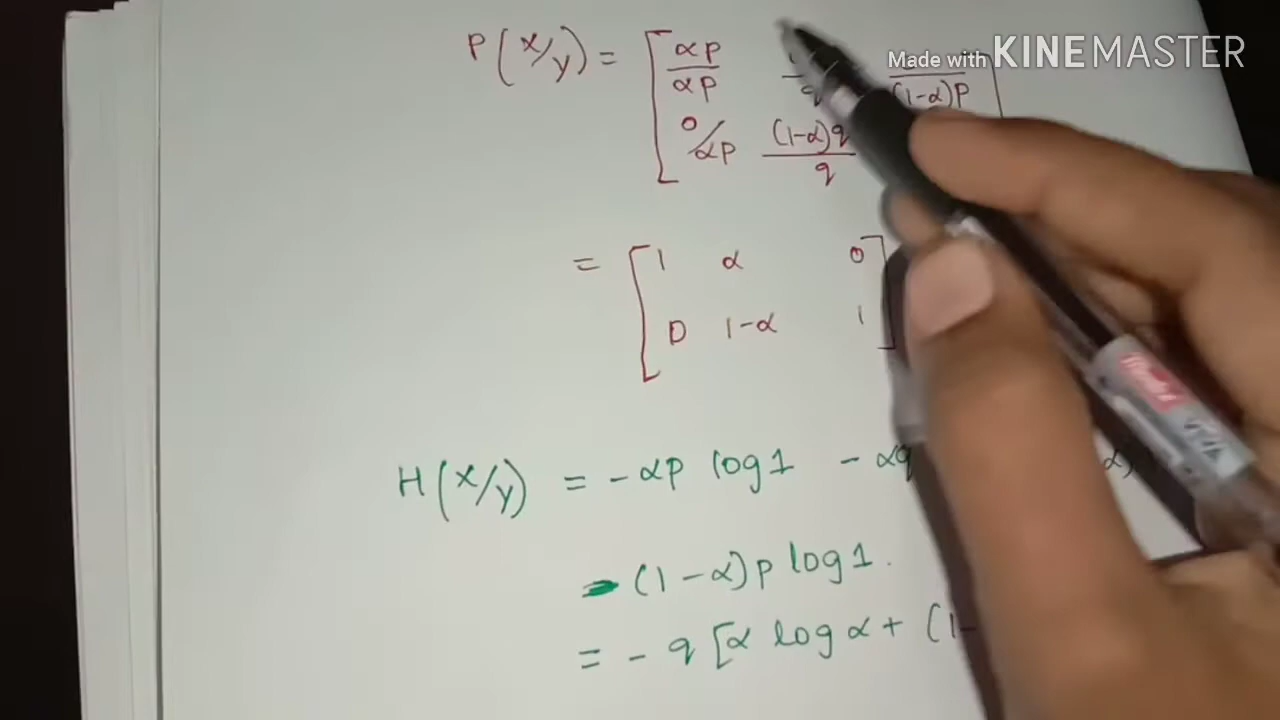 Made with KINEMASTER
P(x/y) = [ αp/αp /q /(1-α)P ]
[ 0/αp (1-α)q/q
= [ 1 α 0 ]
[ 0 1-α 1 ]
H(x/y) = - αp log 1 - αq α)
- (1-α)p log 1.
= - q [α log α + (1-